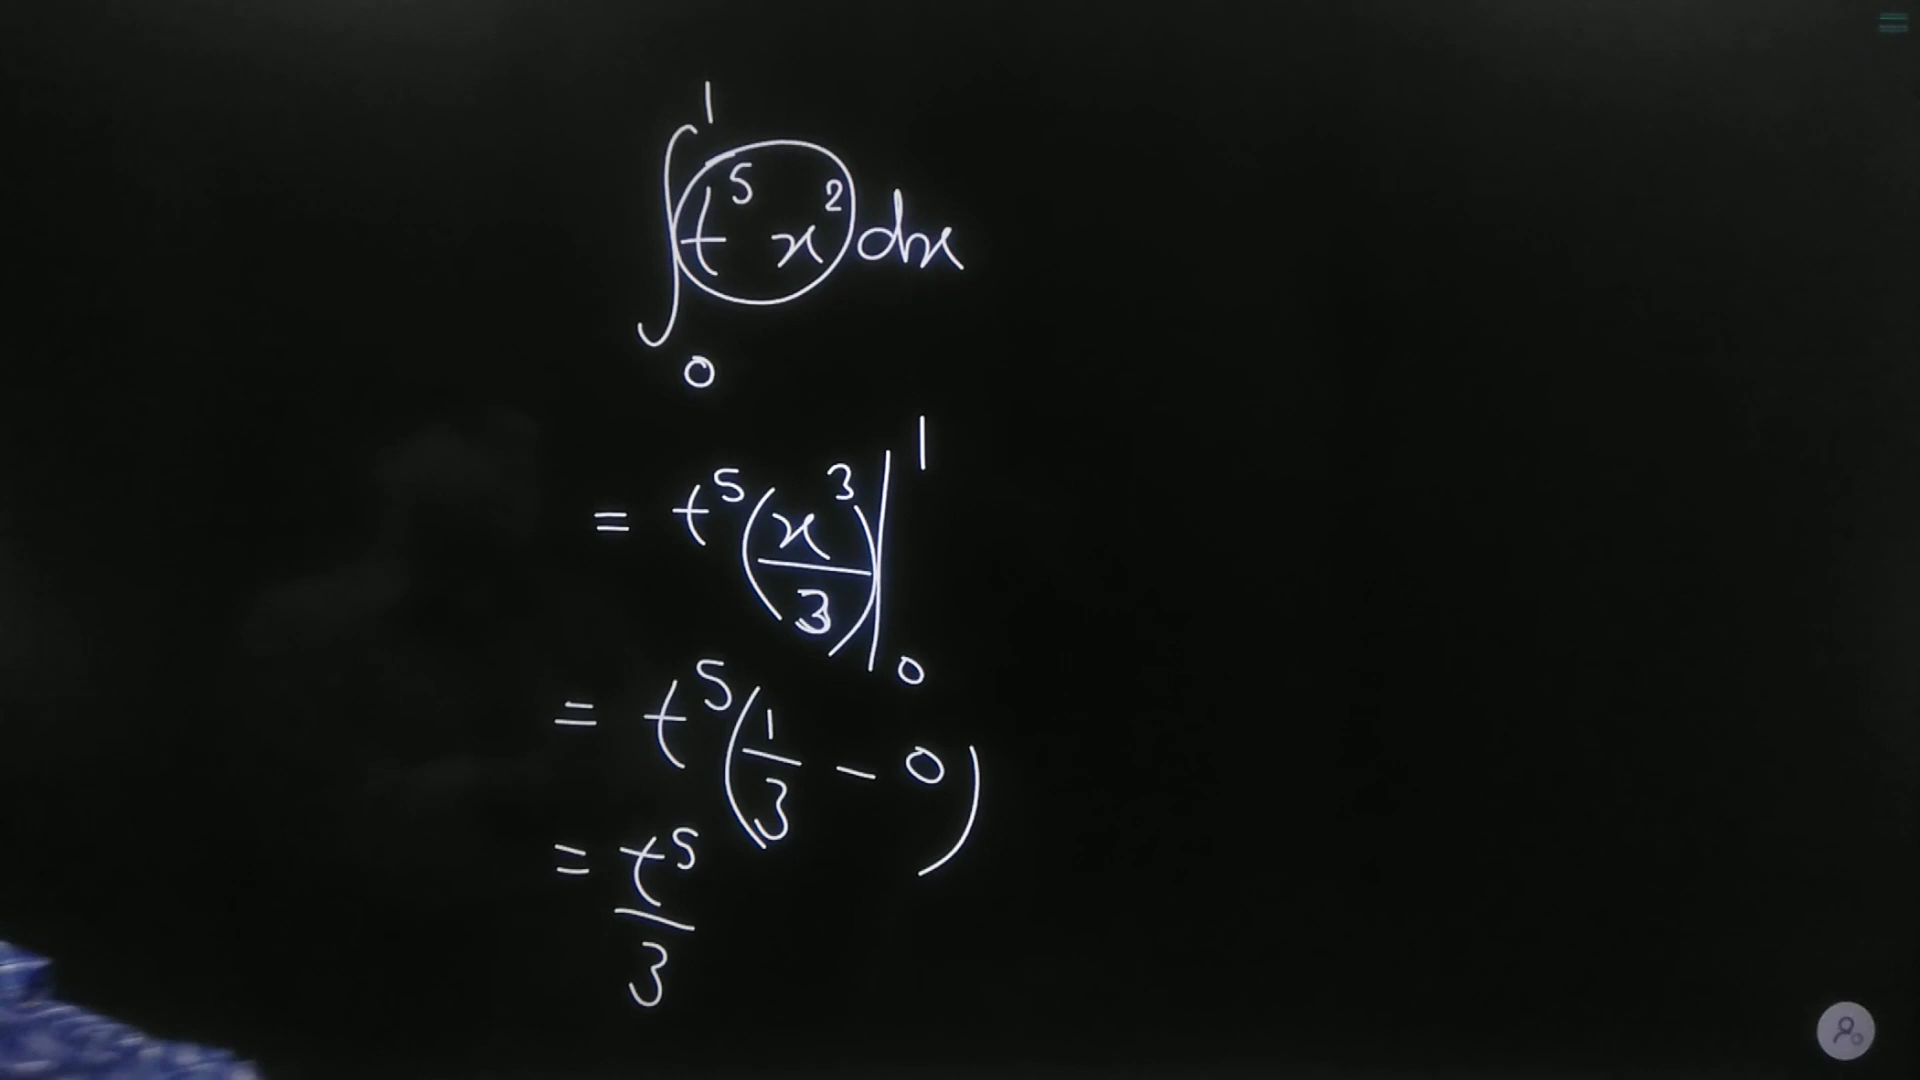 ∫₀¹ t⁵ x² dx
= t⁵ (x³/3) |₀¹
= t⁵ (1/3 − 0)
= t⁵/3